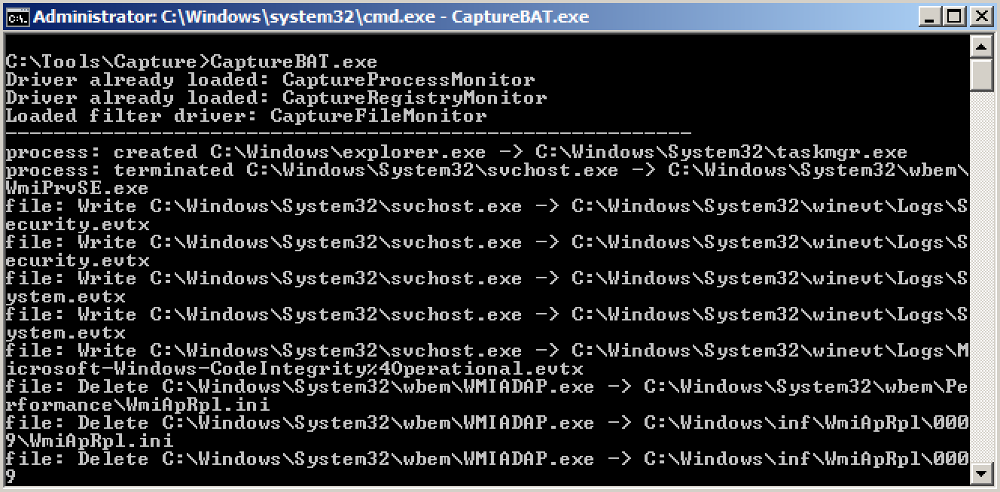 Administrator: C:\Windows\system32\cmd.exe - CaptureBAT.exe
C:\Tools\Capture>CaptureBAT.exe
Driver already loaded: CaptureProcessMonitor
Driver already loaded: CaptureRegistryMonitor
Loaded filter driver: CaptureFileMonitor
---------------------------------------------------------
process: created C:\Windows\explorer.exe -> C:\Windows\System32\taskmgr.exe
process: terminated C:\Windows\System32\svchost.exe -> C:\Windows\System32\wbem\
WmiPrvSE.exe
file: Write C:\Windows\System32\svchost.exe -> C:\Windows\System32\winevt\Logs\S
ecurity.evtx
file: Write C:\Windows\System32\svchost.exe -> C:\Windows\System32\winevt\Logs\S
ecurity.evtx
file: Write C:\Windows\System32\svchost.exe -> C:\Windows\System32\winevt\Logs\S
ystem.evtx
file: Write C:\Windows\System32\svchost.exe -> C:\Windows\System32\winevt\Logs\S
ystem.evtx
file: Write C:\Windows\System32\svchost.exe -> C:\Windows\System32\winevt\Logs\M
icrosoft-Windows-CodeIntegrity%4Operational.evtx
file: Delete C:\Windows\System32\wbem\WMIADAP.exe -> C:\Windows\System32\wbem\Pe
rformance\WmiApRpl.ini
file: Delete C:\Windows\System32\wbem\WMIADAP.exe -> C:\Windows\inf\WmiApRpl\000
9\WmiApRpl.ini
file: Delete C:\Windows\System32\wbem\WMIADAP.exe -> C:\Windows\inf\WmiApRpl\000
9